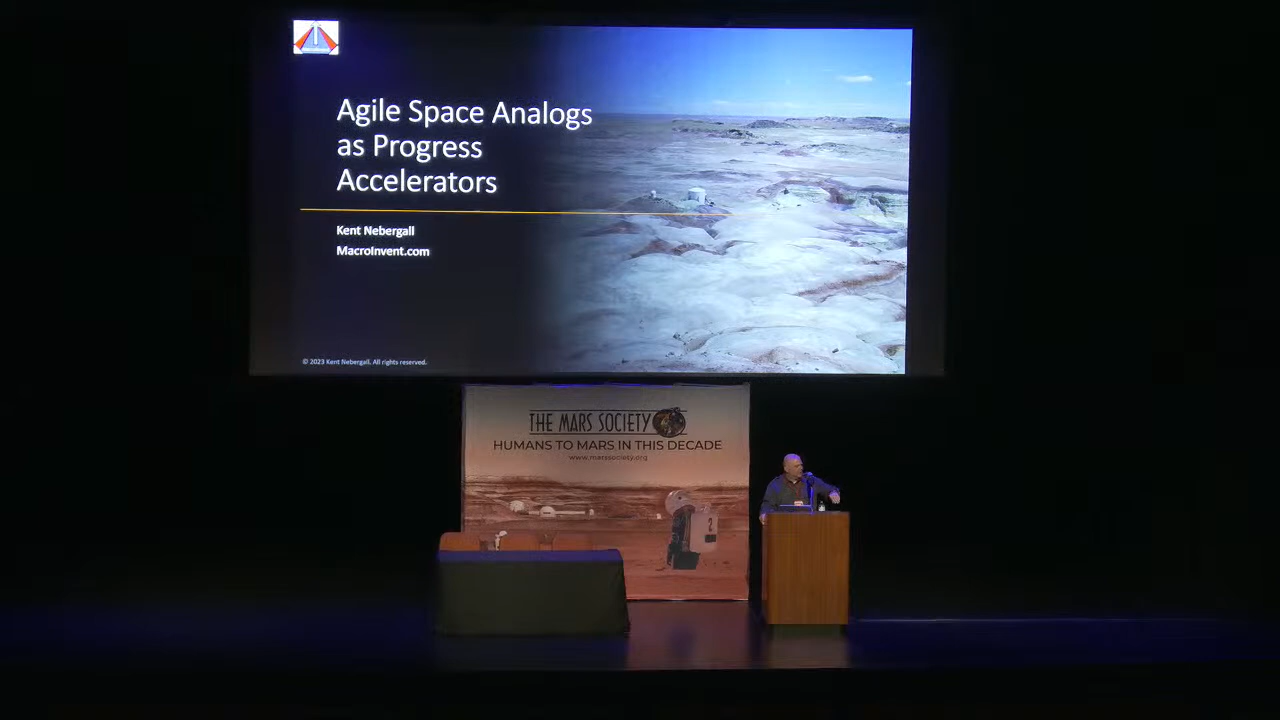 Agile Space Analogs
as Progress
Accelerators
Kent Nebergall
MacroInvent.com
© 2023 Kent Nebergall. All rights reserved.
THE MARS SOCIETY
HUMANS TO MARS IN THIS DECADE
www.marssociety.org
2